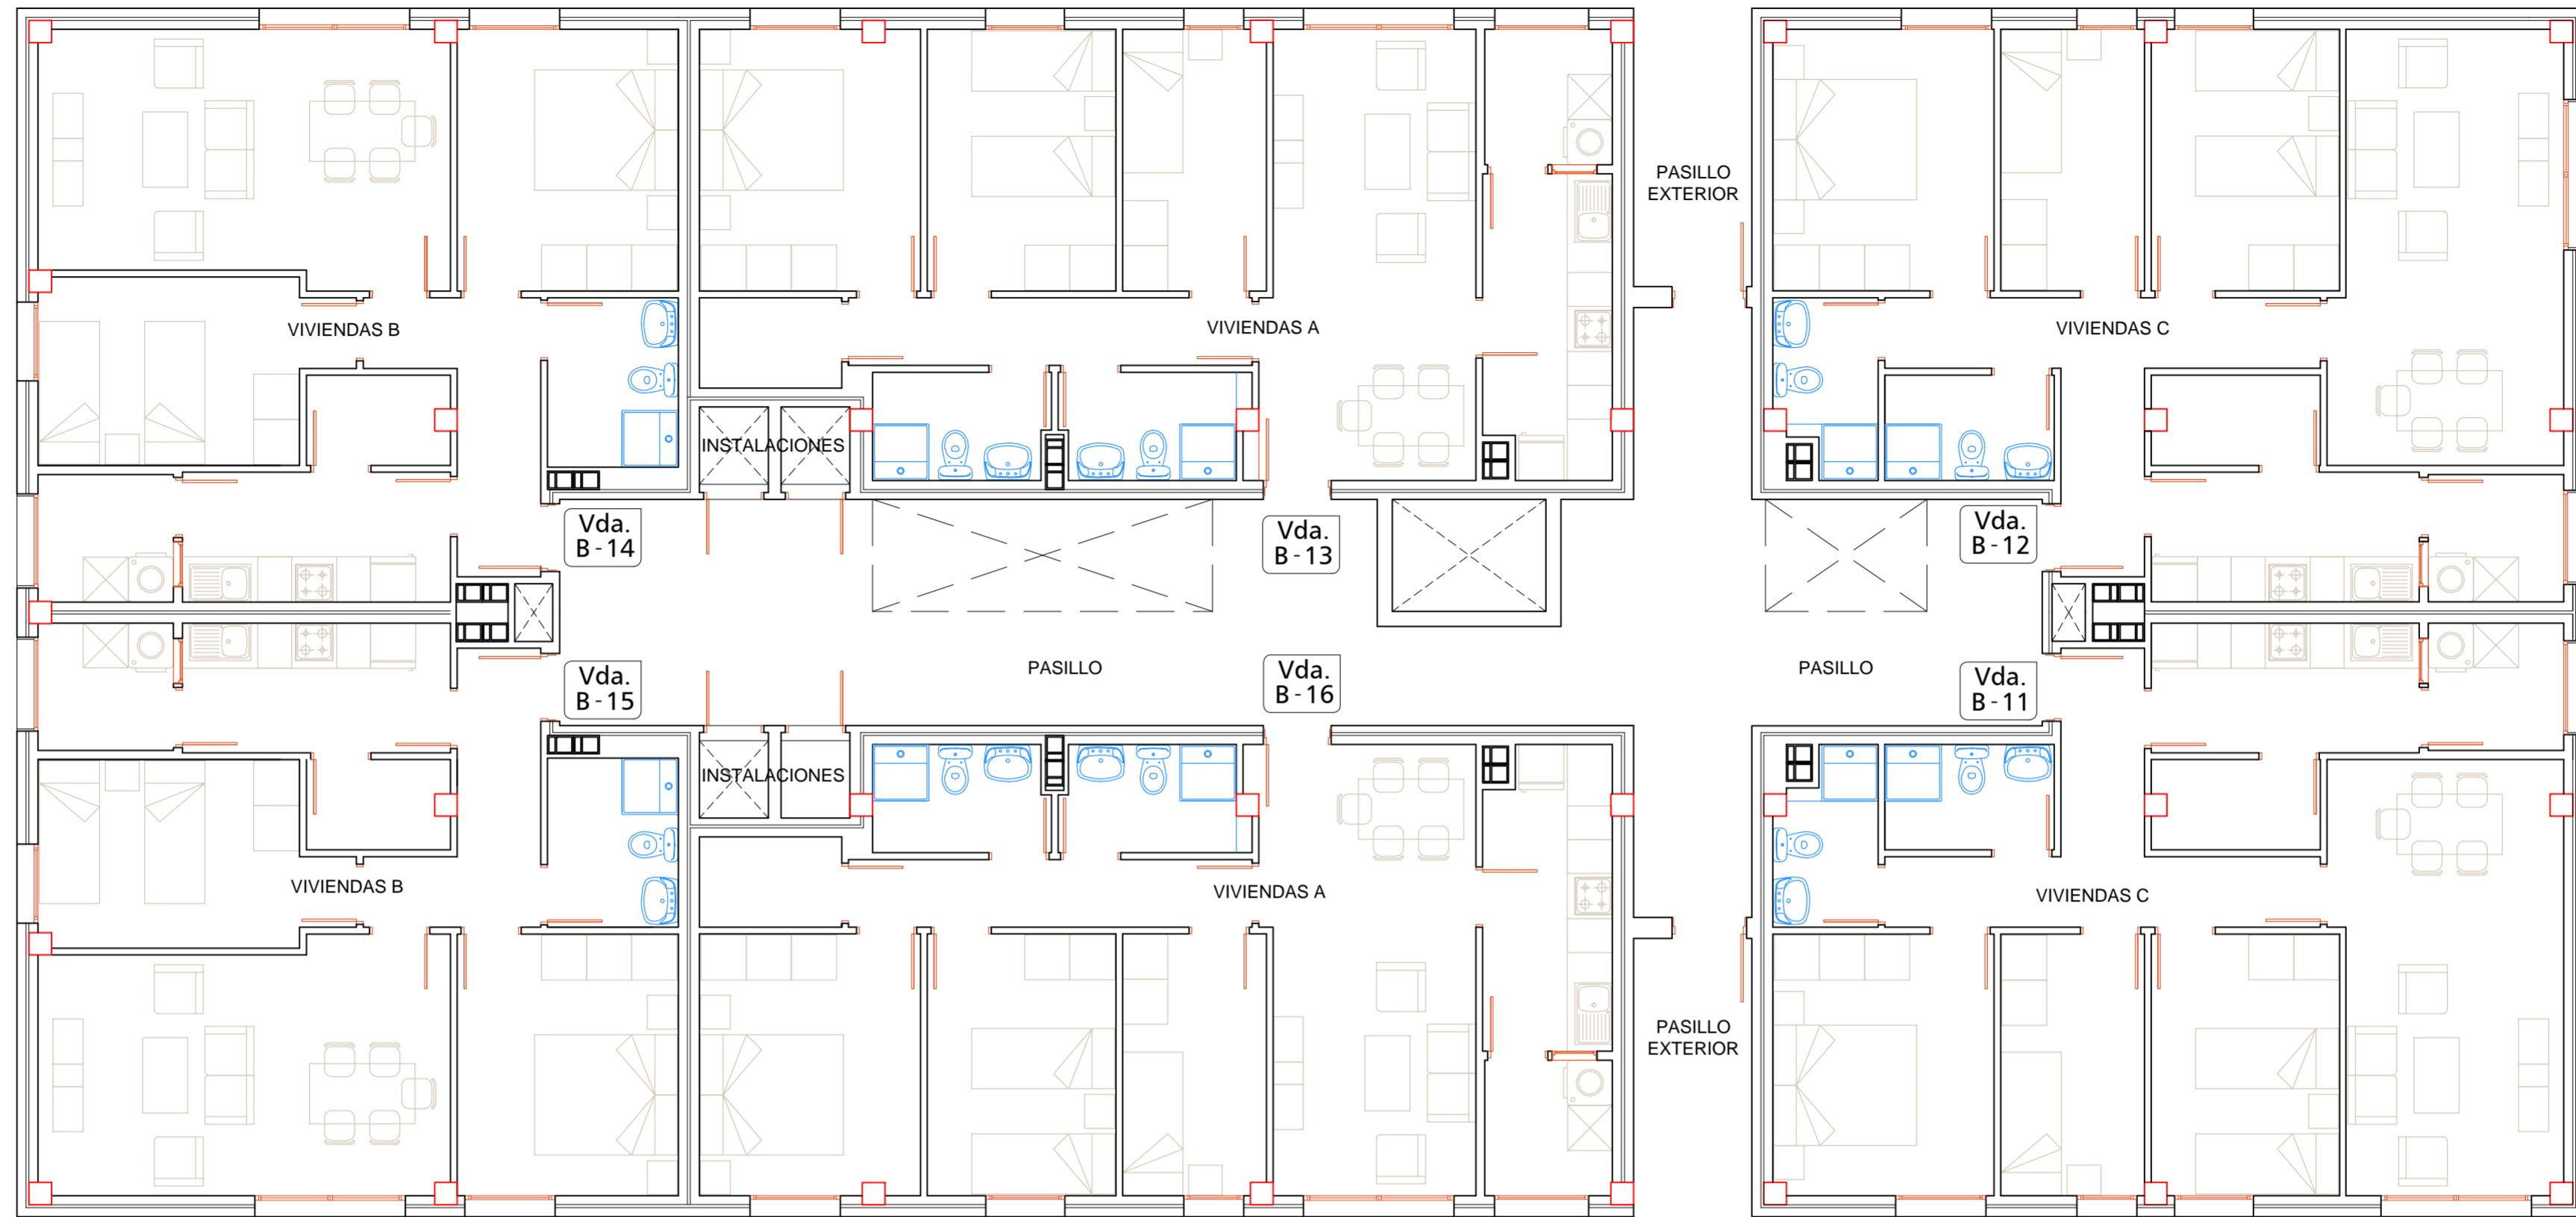 PASILLO
EXTERIOR
VIVIENDAS B
VIVIENDAS A
VIVIENDAS C
INSTALACIONES
Vda.
B-14
Vda.
B-13
Vda.
B-12
PASILLO
PASILLO
Vda.
B-15
Vda.
B-16
Vda.
B-11
INSTALACIONES
VIVIENDAS B
VIVIENDAS A
VIVIENDAS C
PASILLO
EXTERIOR